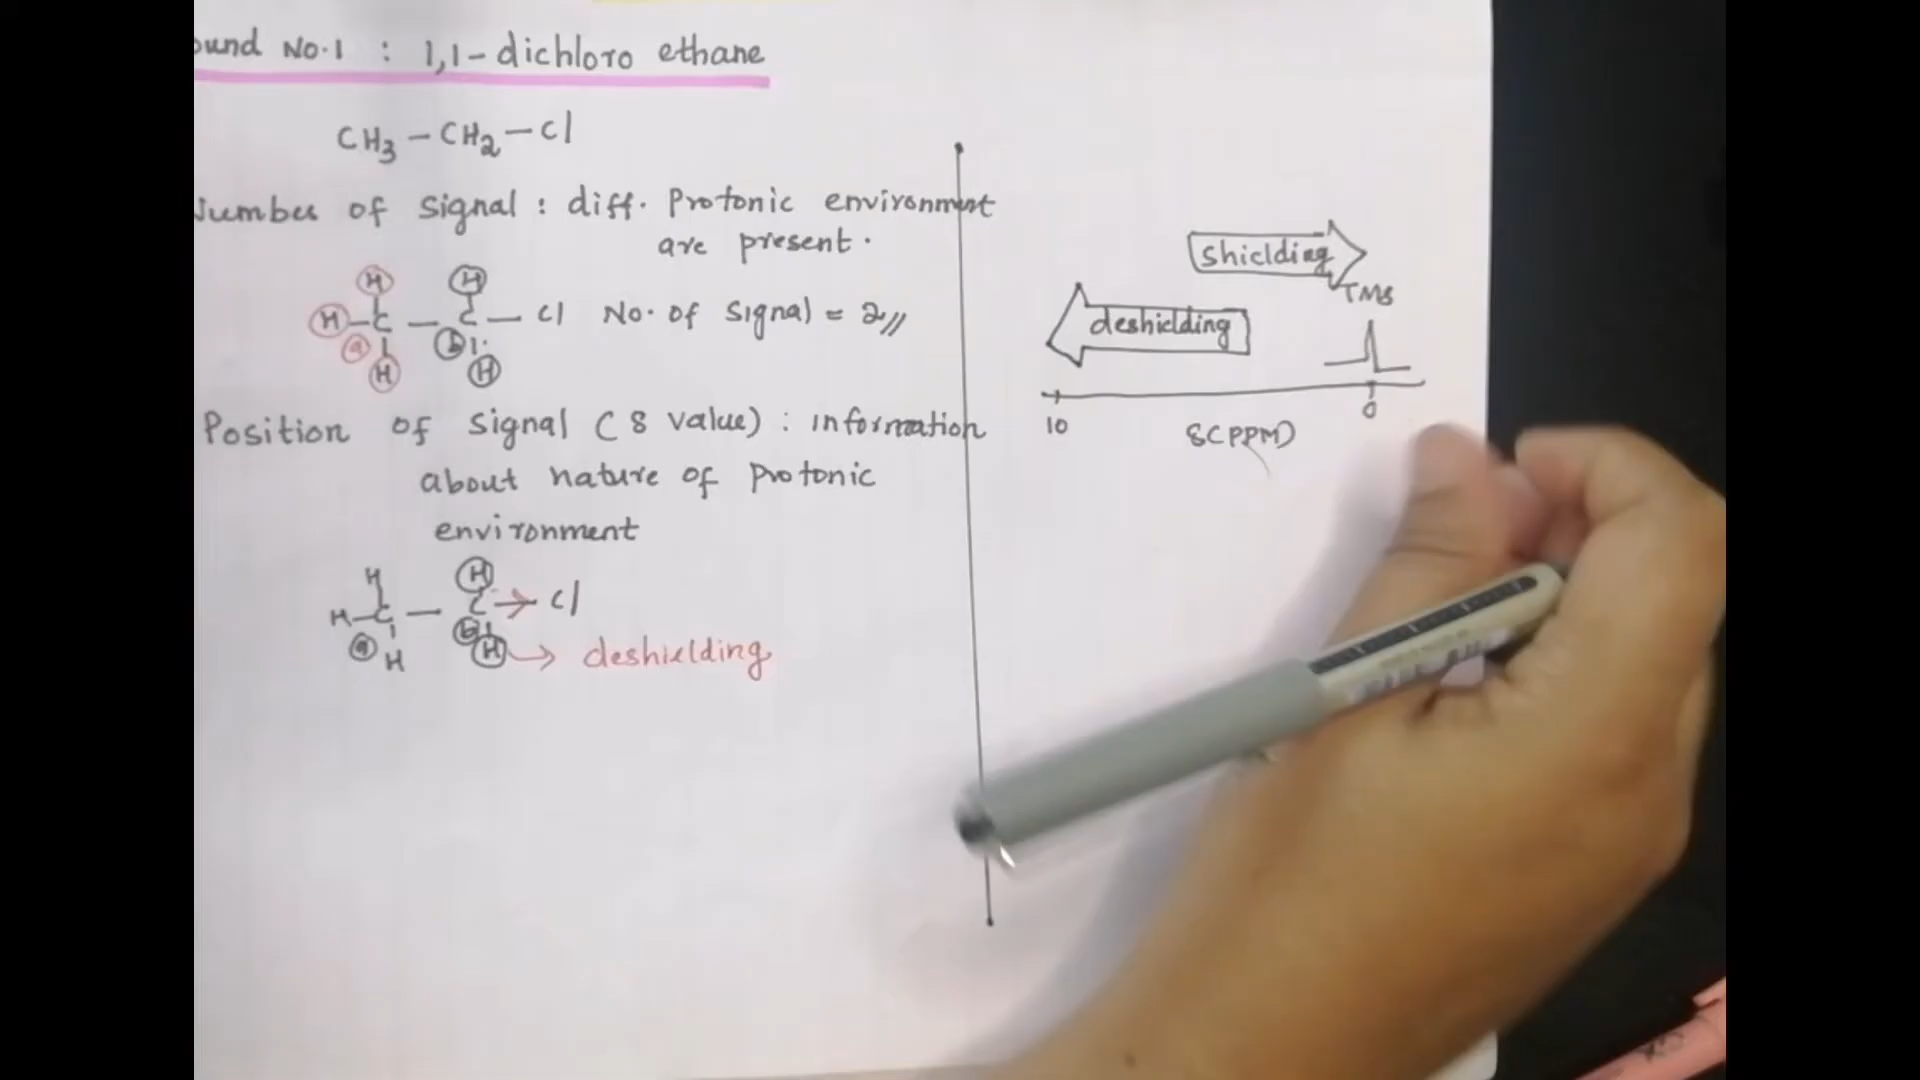 ound No.1 : 1,1-dichloro ethane
CH3 - CH2 - Cl
Number of signal : diff. Protonic environment
are present.
H H
H - C - C - Cl No. of signal = 2//
a b
H H
Position of signal (δ value) : information
about nature of protonic
environment
H H
H - C - C → Cl
a b
H H → deshielding
shielding
TMS
deshielding
10 0
δ(PPM)